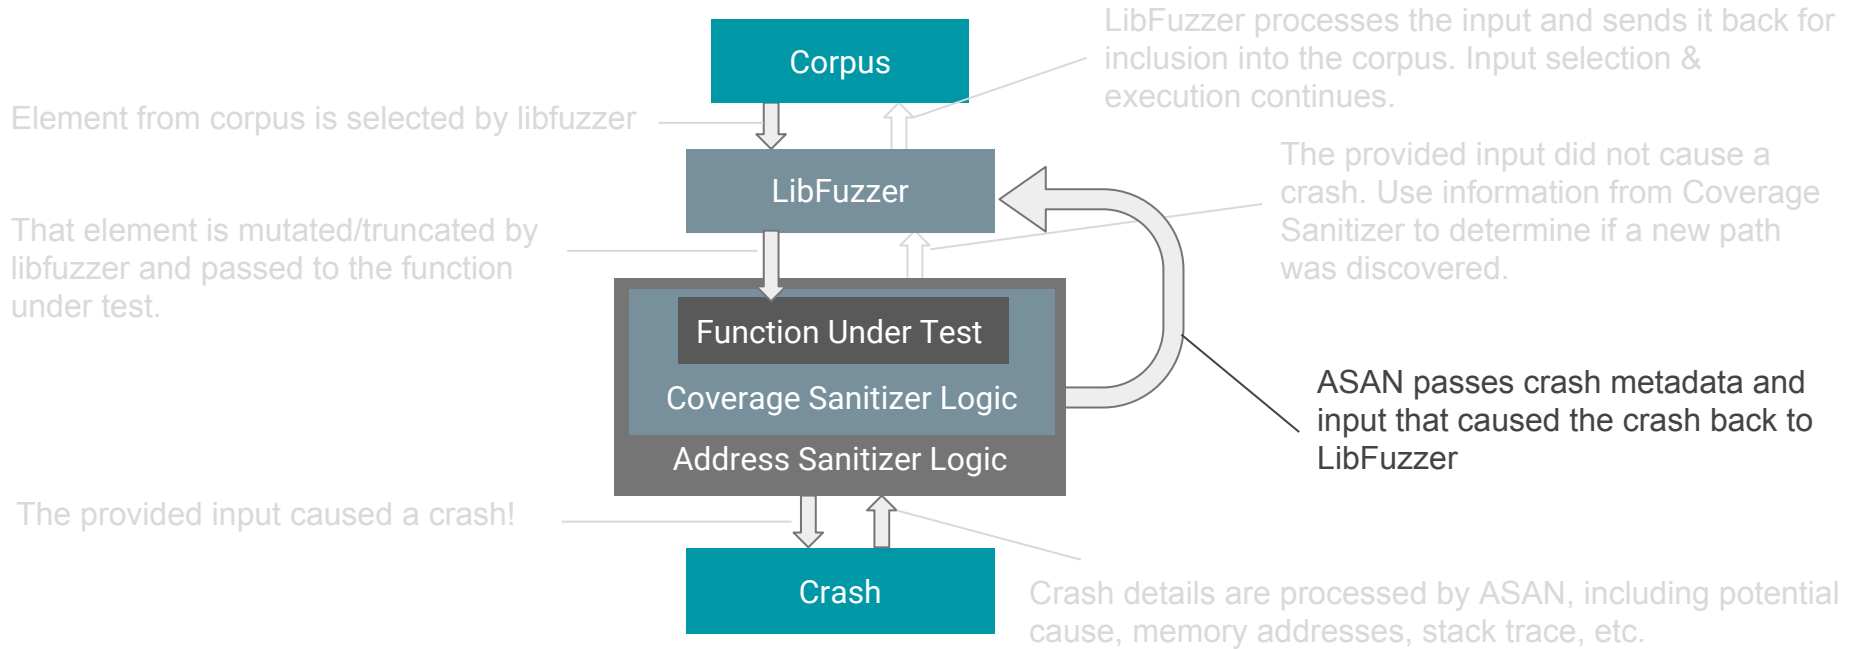 Corpus
LibFuzzer processes the input and sends it back for
inclusion into the corpus. Input selection &
execution continues.
Element from corpus is selected by libfuzzer
LibFuzzer
The provided input did not cause a
crash. Use information from Coverage
Sanitizer to determine if a new path
was discovered.
That element is mutated/truncated by
libfuzzer and passed to the function
under test.
Function Under Test
Coverage Sanitizer Logic
Address Sanitizer Logic
ASAN passes crash metadata and
input that caused the crash back to
LibFuzzer
The provided input caused a crash!
Crash
Crash details are processed by ASAN, including potential
cause, memory addresses, stack trace, etc.